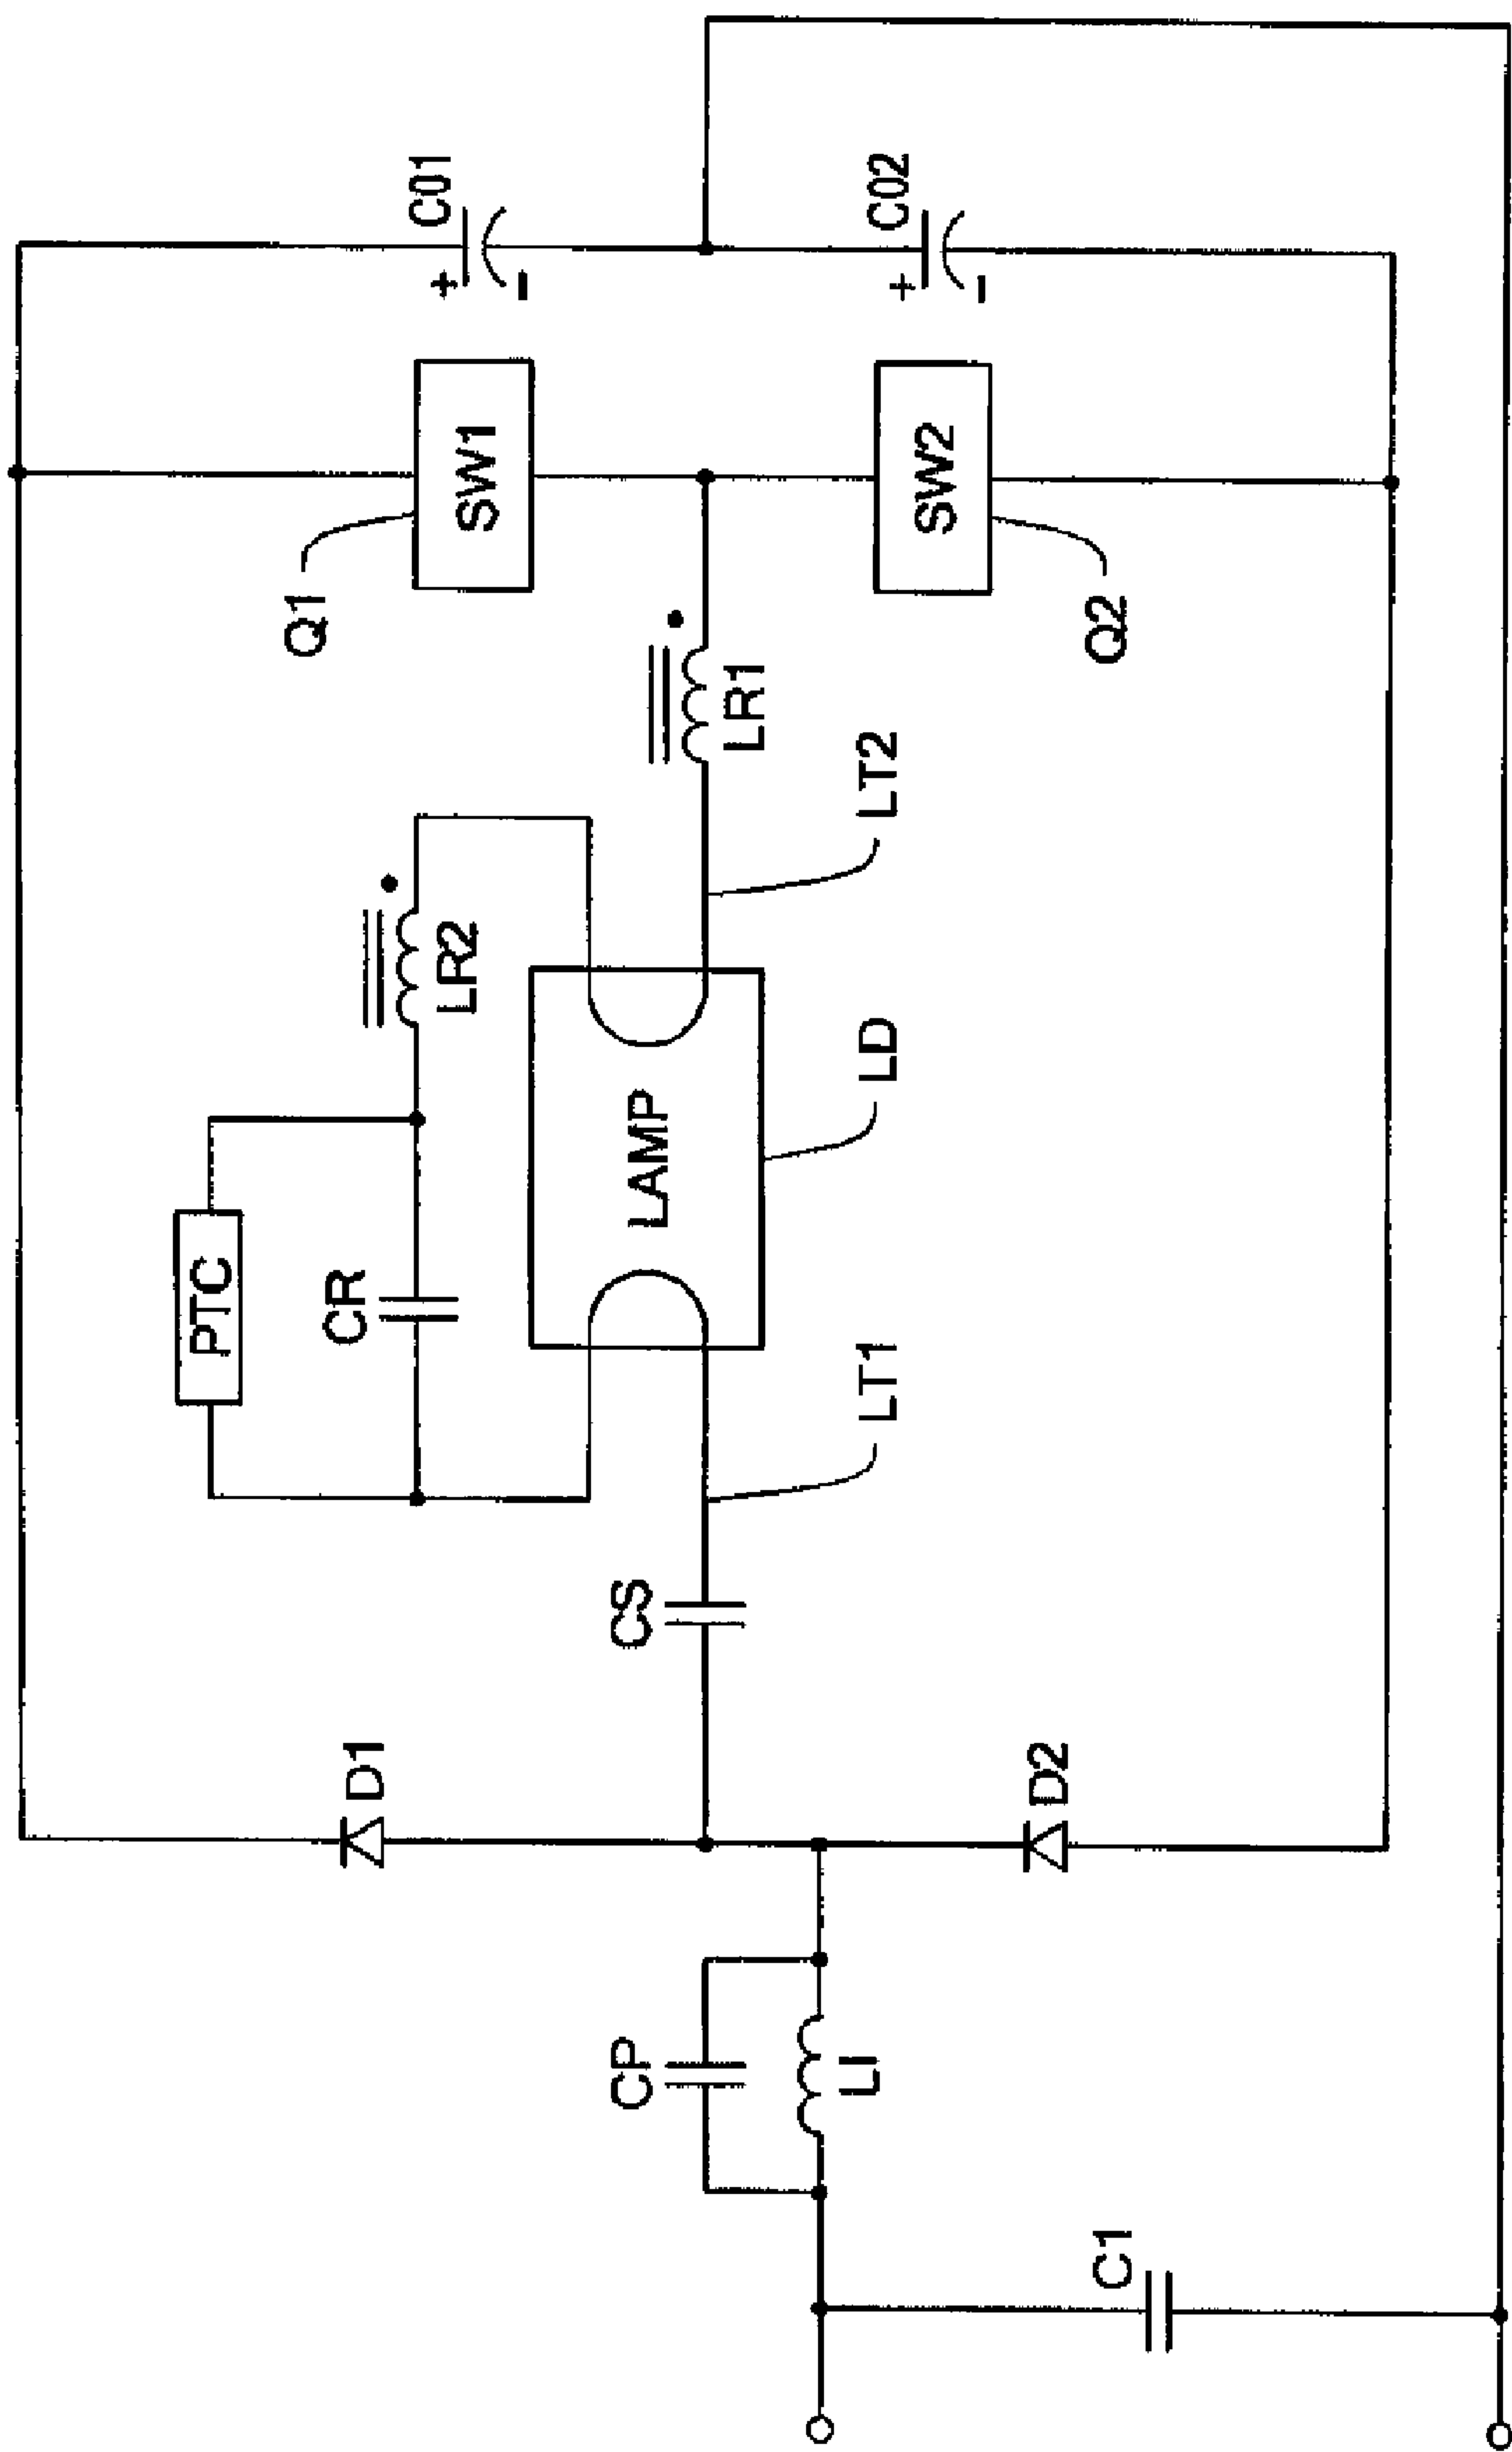 PTC
Q1
CR
D1
C01
+
-
LR2
SW1
CP
CS
LAMP
LR1
LI
LT1
LD
LT2
C02
+
-
SW2
D2
Q2
C1